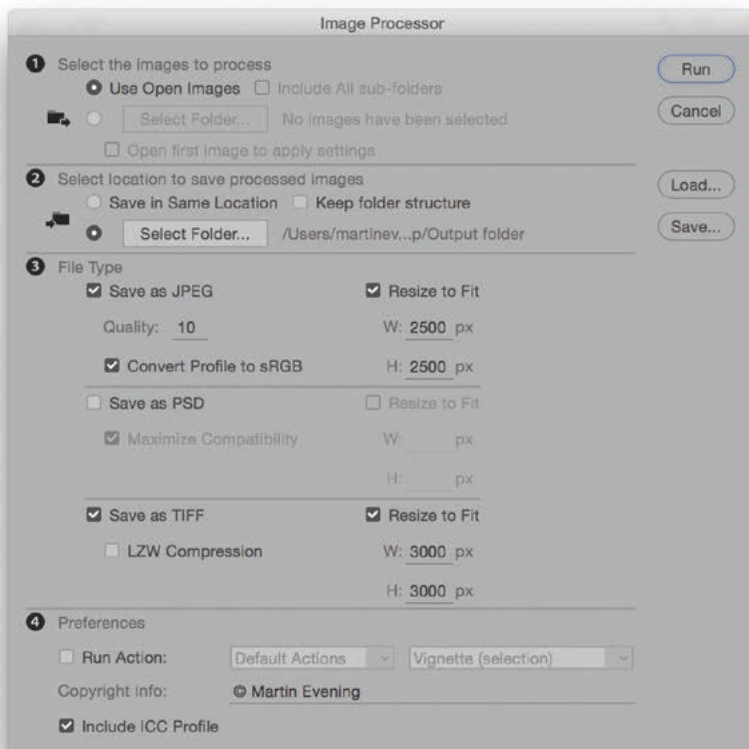 Image Processor
1 Select the images to process
Use Open Images Include All sub-folders
Run
Select Folder... No images have been selected
Cancel
Open first image to apply settings
2 Select location to save processed images
Load...
Save in Same Location Keep folder structure
Select Folder... /Users/martinev...p/Output folder
Save...
3 File Type
Save as JPEG Resize to Fit
Quality: 10 W: 2500 px
Convert Profile to sRGB H: 2500 px
Save as PSD Resize to Fit
Maximize Compatibility W: px
H: px
Save as TIFF Resize to Fit
LZW Compression W: 3000 px
H: 3000 px
4 Preferences
Run Action: Default Actions Vignette (selection)
Copyright Info: © Martin Evening
Include ICC Profile